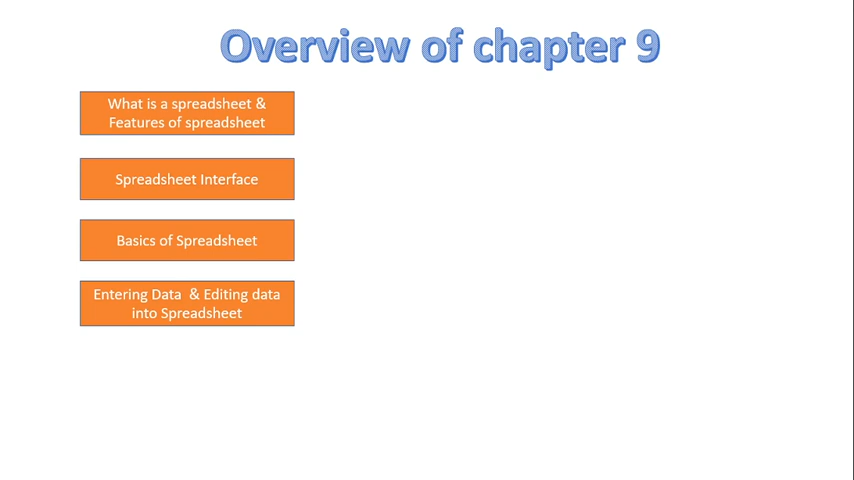 Overview of chapter 9
What is a spreadsheet &
Features of spreadsheet
Spreadsheet Interface
Basics of Spreadsheet
Entering Data & Editing data
into Spreadsheet